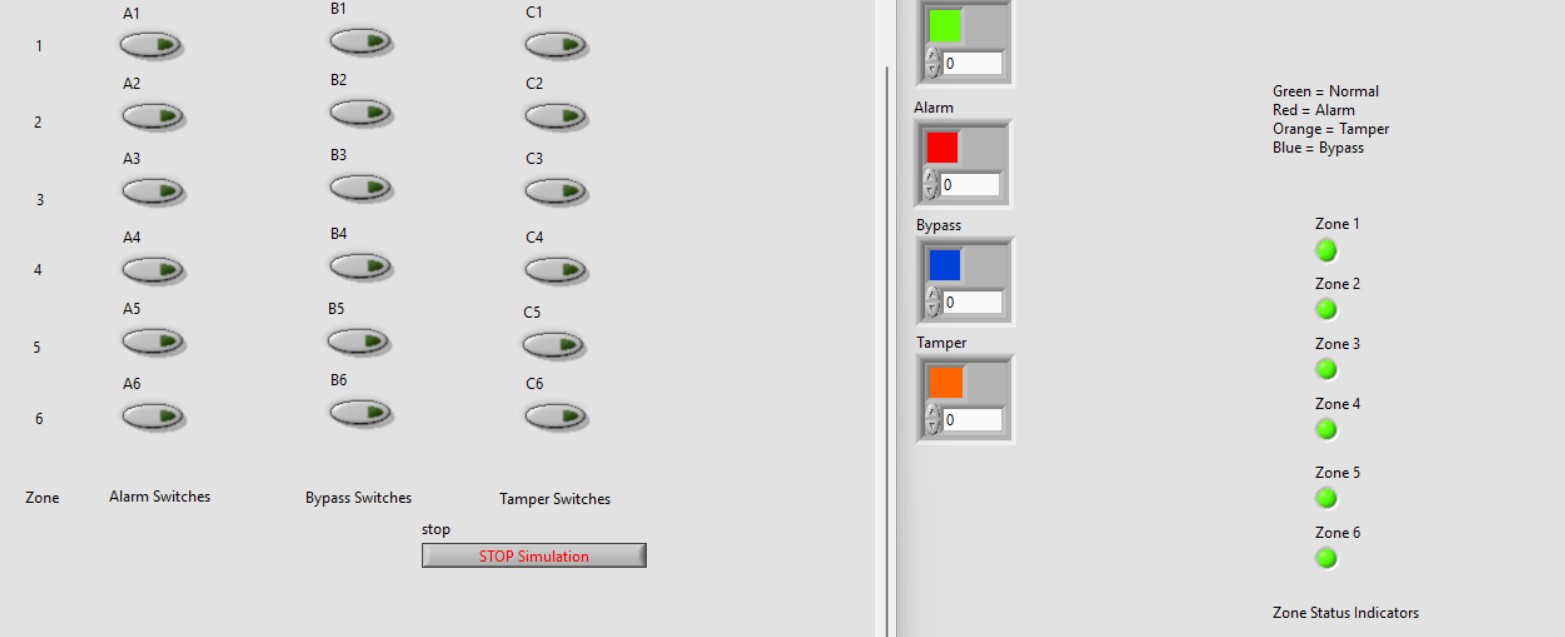 A1 B1 C1
1
A2 B2 C2
2
A3 B3 C3
3
A4 B4 C4
4
A5 B5 C5
5
A6 B6 C6
6
Zone Alarm Switches Bypass Switches Tamper Switches
stop
STOP Simulation
0
Alarm
0
Bypass
0
Tamper
0
Green = Normal
Red = Alarm
Orange = Tamper
Blue = Bypass
Zone 1
Zone 2
Zone 3
Zone 4
Zone 5
Zone 6
Zone Status Indicators